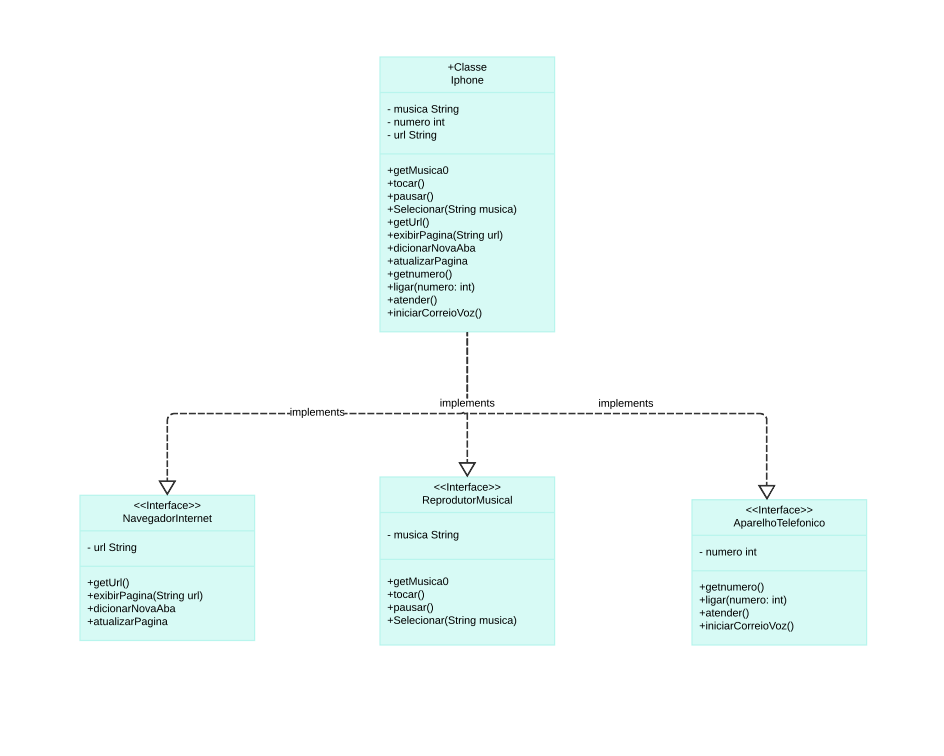 +Classe
Iphone
- musica String
- numero int
- url String
+getMusica0
+tocar()
+pausar()
+Selecionar(String musica)
+getUrl()
+exibirPagina(String url)
+dicionarNovaAba
+atualizarPagina
+getnumero()
+ligar(numero: int)
+atender()
+iniciarCorreioVoz()
implements
implements
implements
<<Interface>>
NavegadorInternet
- url String
+getUrl()
+exibirPagina(String url)
+dicionarNovaAba
+atualizarPagina
<<Interface>>
ReprodutorMusical
- musica String
+getMusica0
+tocar()
+pausar()
+Selecionar(String musica)
<<Interface>>
AparelhoTelefonico
- numero int
+getnumero()
+ligar(numero: int)
+atender()
+iniciarCorreioVoz()